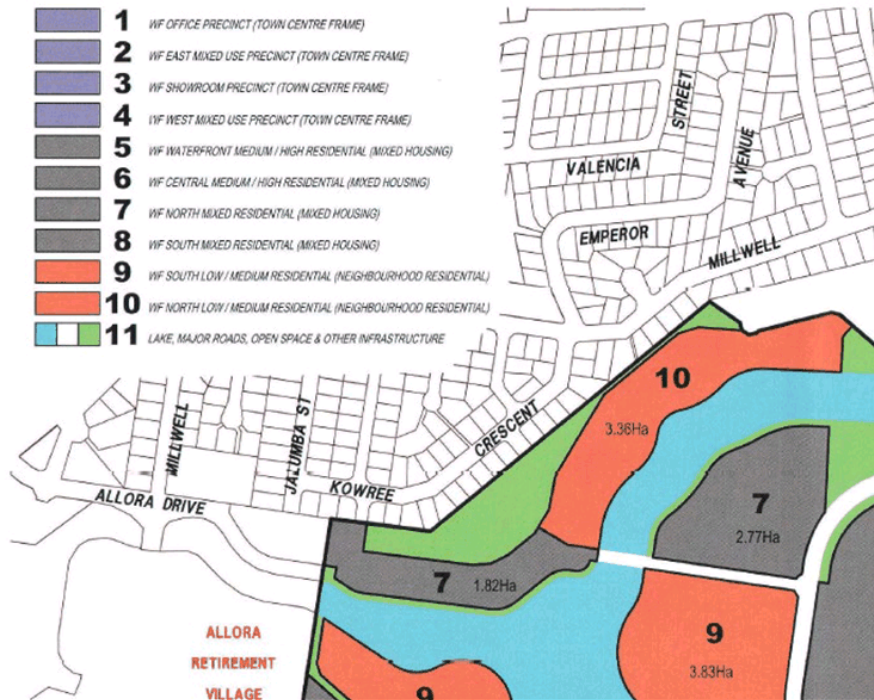 1 WF OFFICE PRECINCT (TOWN CENTRE FRAME)
2 WF EAST MIXED USE PRECINCT (TOWN CENTRE FRAME)
3 WF SHOWROOM PRECINCT (TOWN CENTRE FRAME)
4 WF WEST MIXED USE PRECINCT (TOWN CENTRE FRAME)
5 WF WATERFRONT MEDIUM / HIGH RESIDENTIAL (MIXED HOUSING)
6 WF CENTRAL MEDIUM / HIGH RESIDENTIAL (MIXED HOUSING)
7 WF NORTH MIXED RESIDENTIAL (MIXED HOUSING)
8 WF SOUTH MIXED RESIDENTIAL (MIXED HOUSING)
9 WF SOUTH LOW / MEDIUM RESIDENTIAL (NEIGHBOURHOOD RESIDENTIAL)
10 WF NORTH LOW / MEDIUM RESIDENTIAL (NEIGHBOURHOOD RESIDENTIAL)
11 LAKE, MAJOR ROADS, OPEN SPACE & OTHER INFRASTRUCTURE
STREET
VALENCIA
AVENUE
EMPEROR
MILLWELL
10
3.36Ha
CRESCENT
MILLWELL
JALUMBA ST
KOWREE
ALLORA DRIVE
7
2.77Ha
7
1.82Ha
9
3.83Ha
ALLORA
RETIREMENT
VILLAGE
9